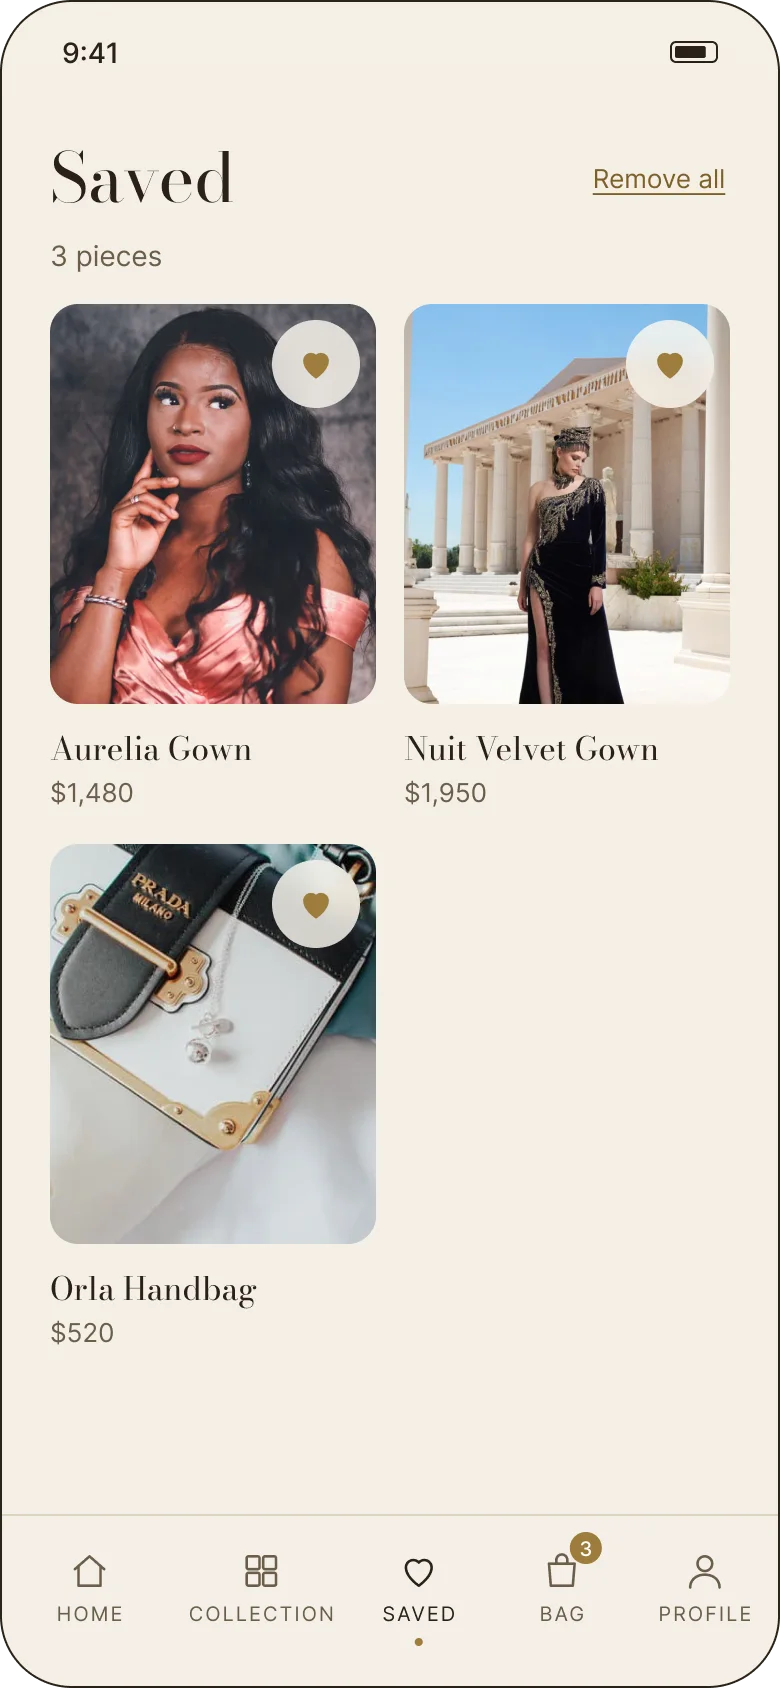 9:41
Saved
Remove all
3 pieces
Aurelia Gown
$1,480
Nuit Velvet Gown
$1,950
PRADA
MILANO
Orla Handbag
$520
3
HOME
COLLECTION
SAVED
BAG
PROFILE